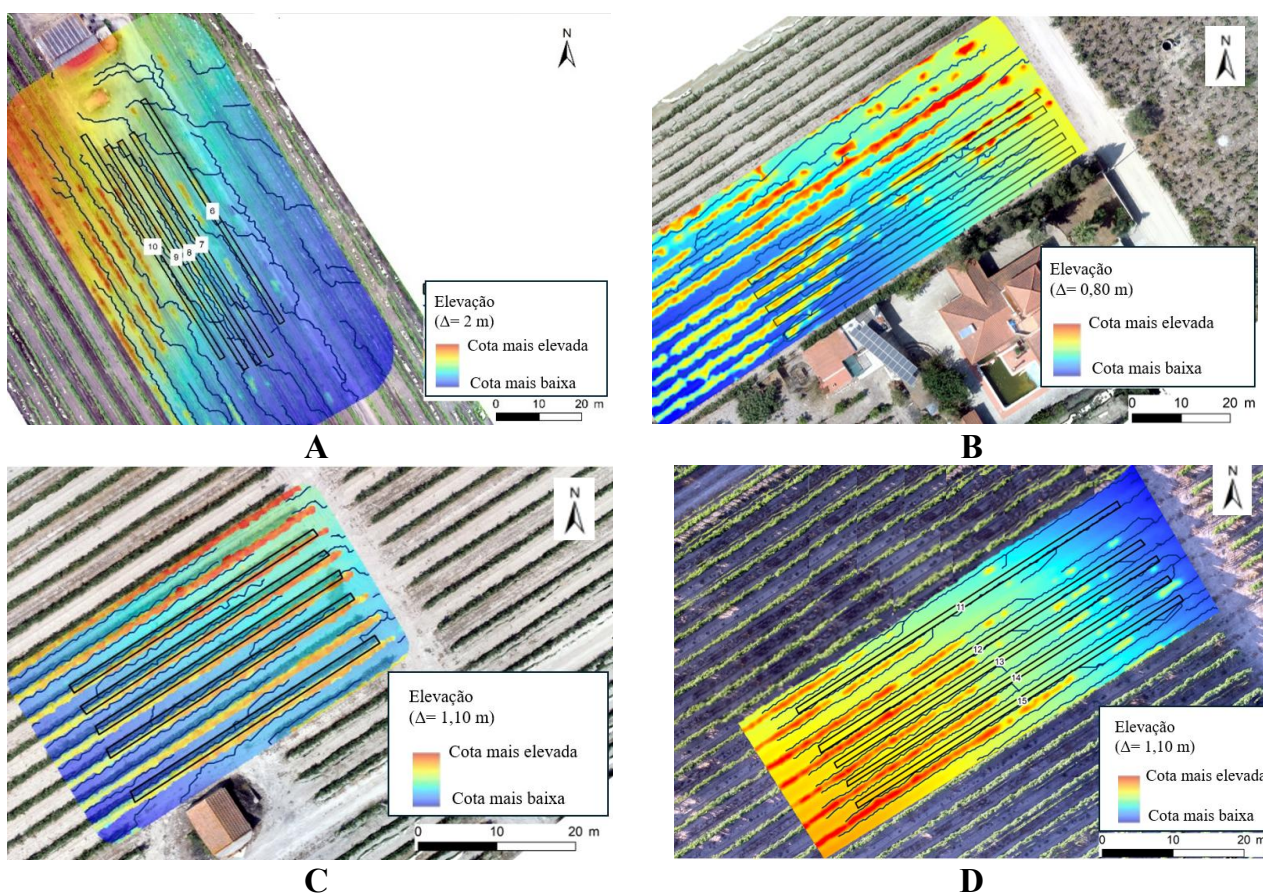 N
6
7
8
9
10
Elevação
(Δ= 2 m)
Cota mais elevada
Cota mais baixa
0 10 20 m
A
N
Elevação
(Δ= 0,80 m)
Cota mais elevada
Cota mais baixa
0 10 20 m
B
N
Elevação
(Δ= 1,10 m)
Cota mais elevada
Cota mais baixa
0 10 20 m
C
N
11
12
13
14
15
Elevação
(Δ= 1,10 m)
Cota mais elevada
Cota mais baixa
0 10 20 m
D